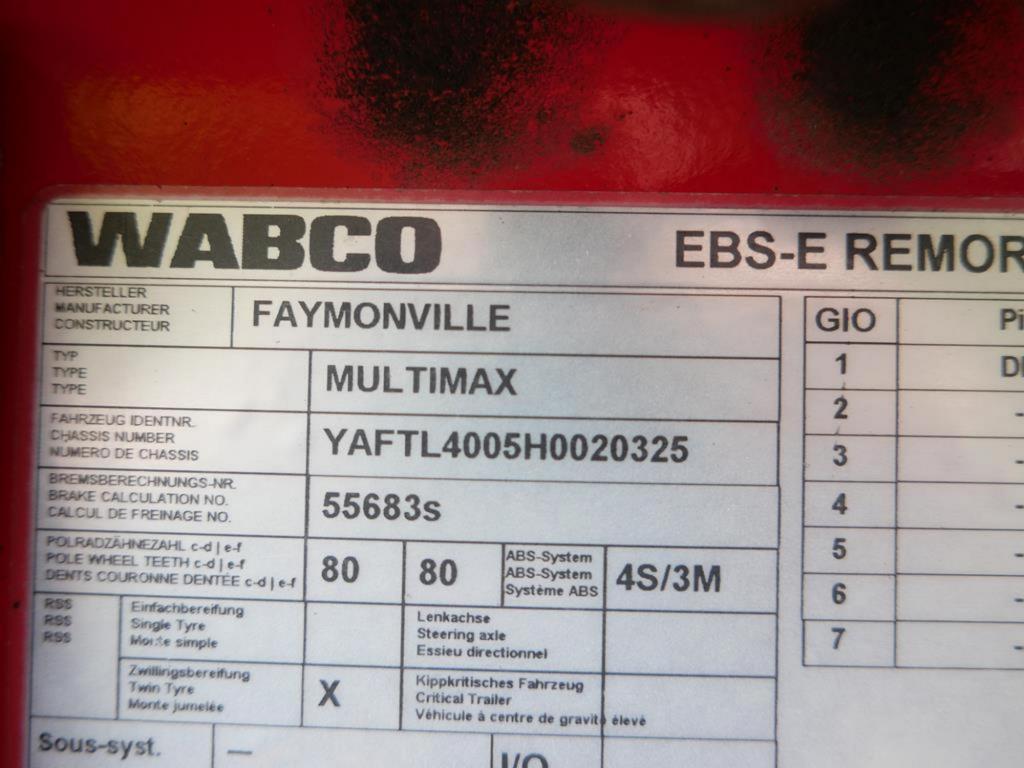 WABCO EBS-E REMOR
HERSTELLER
MANUFACTURER
CONSTRUCTEUR
FAYMONVILLE
TYP
TYPE
TYPE
MULTIMAX
FAHRZEUG IDENTNR.
CHASSIS NUMBER
NUMERO DE CHASSIS
YAFTL4005H0020325
BREMSBERECHNUNGS-NR.
BRAKE CALCULATION NO.
CALCUL DE FREINAGE NO.
55683s
POLRADZÄHNEZAHL c-d | e-f
POLE WHEEL TEETH c-d | e-f
DENTS COURONNE DENTÉE c-d | e-f
80 80
ABS-System
ABS-System
Système ABS
4S/3M
RSS
RSS
RSS
Einfachbereifung
Single Tyre
Monte simple
Lenkachse
Steering axle
Essieu directionnel
Zwillingsbereifung
Twin Tyre
Monte jumelée
X
Kippkritisches Fahrzeug
Critical Trailer
Véhicule à centre de gravité élevé
Sous-syst. — I/O
GIO Pi
1 D
2 -
3 -
4 -
5 -
6 -
7 -